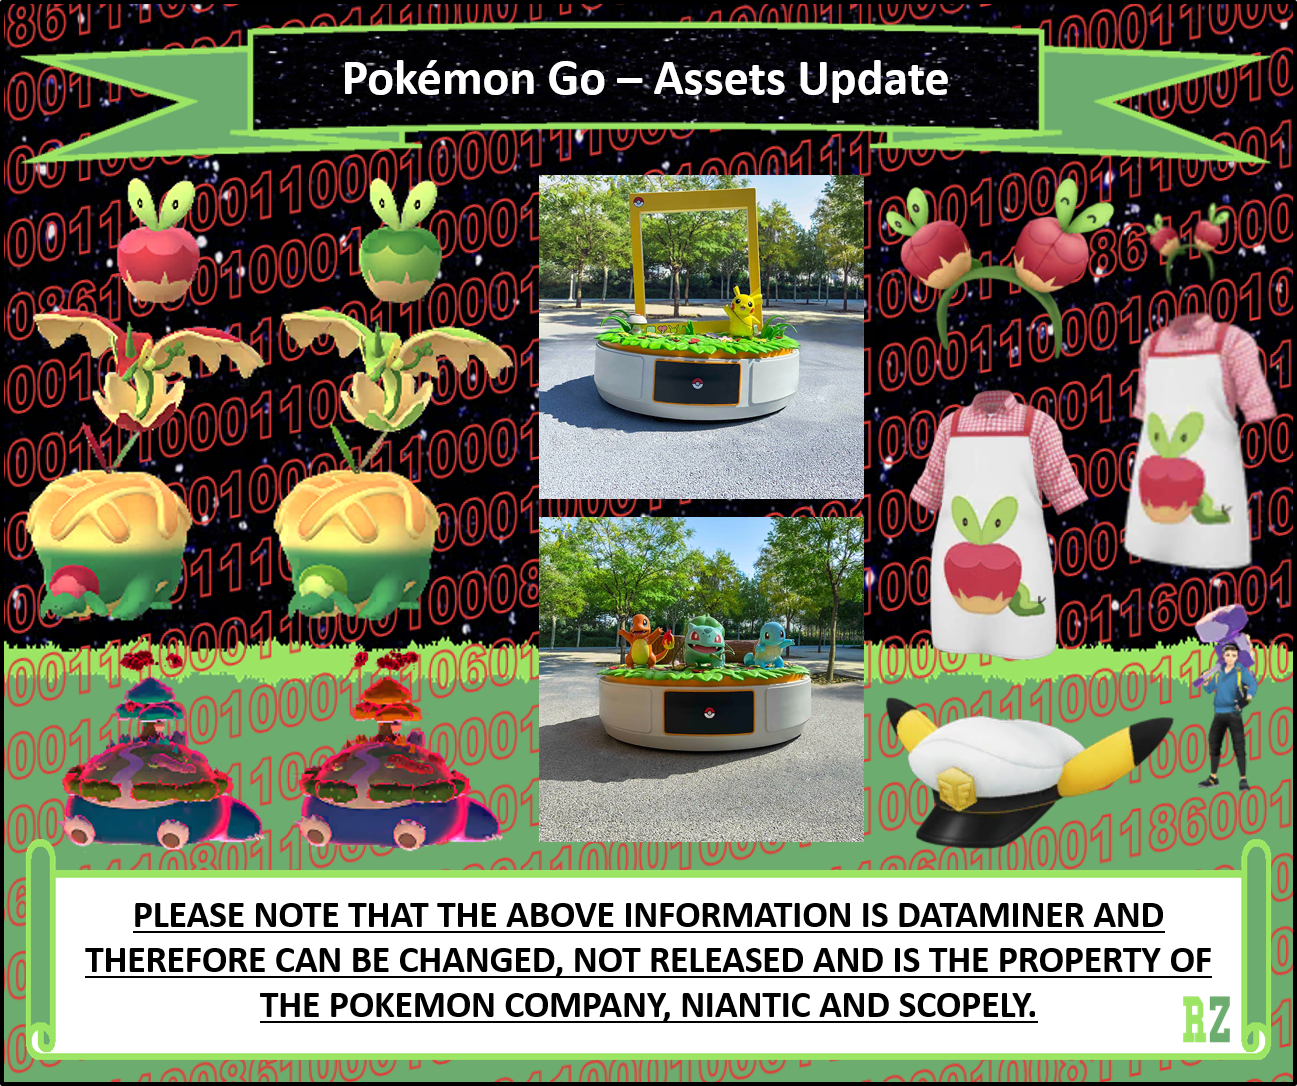 Pokémon Go – Assets Update
PLEASE NOTE THAT THE ABOVE INFORMATION IS DATAMINER AND
THEREFORE CAN BE CHANGED, NOT RELEASED AND IS THE PROPERTY OF
THE POKEMON COMPANY, NIANTIC AND SCOPELY.
RZ